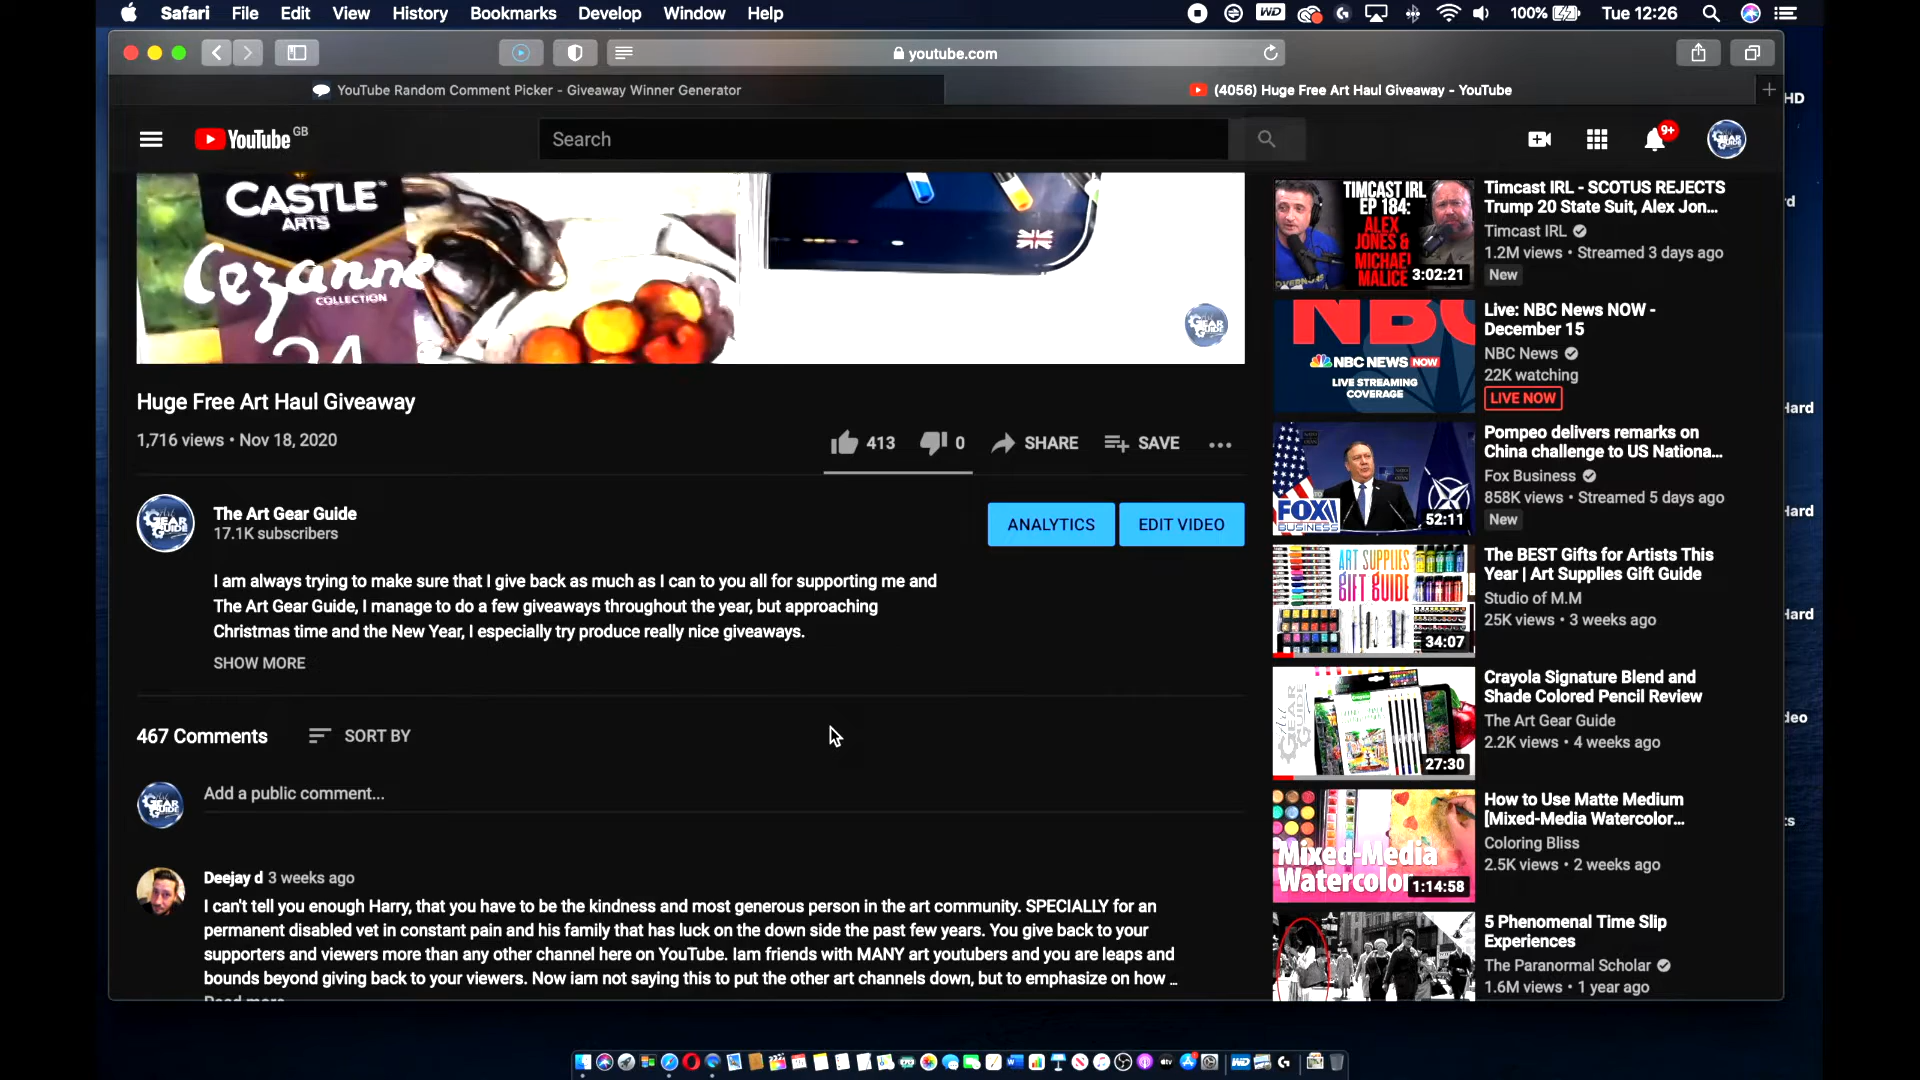 Safari File Edit View History Bookmarks Develop Window Help
WD 100% Tue 12:26
youtube.com
YouTube Random Comment Picker - Giveaway Winner Generator
(4056) Huge Free Art Haul Giveaway - YouTube
HD
YouTube GB
Search
9+
CASTLE
ARTS
Cezanne
COLLECTION
24
GEAR
GUIDE
Huge Free Art Haul Giveaway
1,716 views • Nov 18, 2020
413 0 SHARE SAVE
The Art Gear Guide
17.1K subscribers
ANALYTICS EDIT VIDEO
I am always trying to make sure that I give back as much as I can to you all for supporting me and
The Art Gear Guide, I manage to do a few giveaways throughout the year, but approaching
Christmas time and the New Year, I especially try produce really nice giveaways.
SHOW MORE
467 Comments SORT BY
Add a public comment...
Deejay d 3 weeks ago
I can't tell you enough Harry, that you have to be the kindness and most generous person in the art community. SPECIALLY for an
permanent disabled vet in constant pain and his family that has luck on the down side the past few years. You give back to your
supporters and viewers more than any other channel here on YouTube. Iam friends with MANY art youtubers and you are leaps and
bounds beyond giving back to your viewers. Now iam not saying this to put the other art channels down, but to emphasize on how ...
Read more
TIMCAST IRL
EP 184:
ALEX
JONES &
MICHAEL
MALICE
3:02:21
Timcast IRL - SCOTUS REJECTS
Trump 20 State Suit, Alex Jon...
Timcast IRL
1.2M views • Streamed 3 days ago
New
NBC NEWS NOW
LIVE STREAMING
COVERAGE
Live: NBC News NOW -
December 15
NBC News
22K watching
LIVE NOW
FOX
BUSINESS
52:11
Pompeo delivers remarks on
China challenge to US Nationa...
Fox Business
858K views • Streamed 5 days ago
New
ART SUPPLIES
GIFT GUIDE
34:07
The BEST Gifts for Artists This
Year | Art Supplies Gift Guide
Studio of M.M
25K views • 3 weeks ago
27:30
Crayola Signature Blend and
Shade Colored Pencil Review
The Art Gear Guide
2.2K views • 4 weeks ago
Mixed-Media
Watercolor
1:14:58
How to Use Matte Medium
[Mixed-Media Watercolor...
Coloring Bliss
2.5K views • 2 weeks ago
5 Phenomenal Time Slip
Experiences
The Paranormal Scholar
1.6M views • 1 year ago